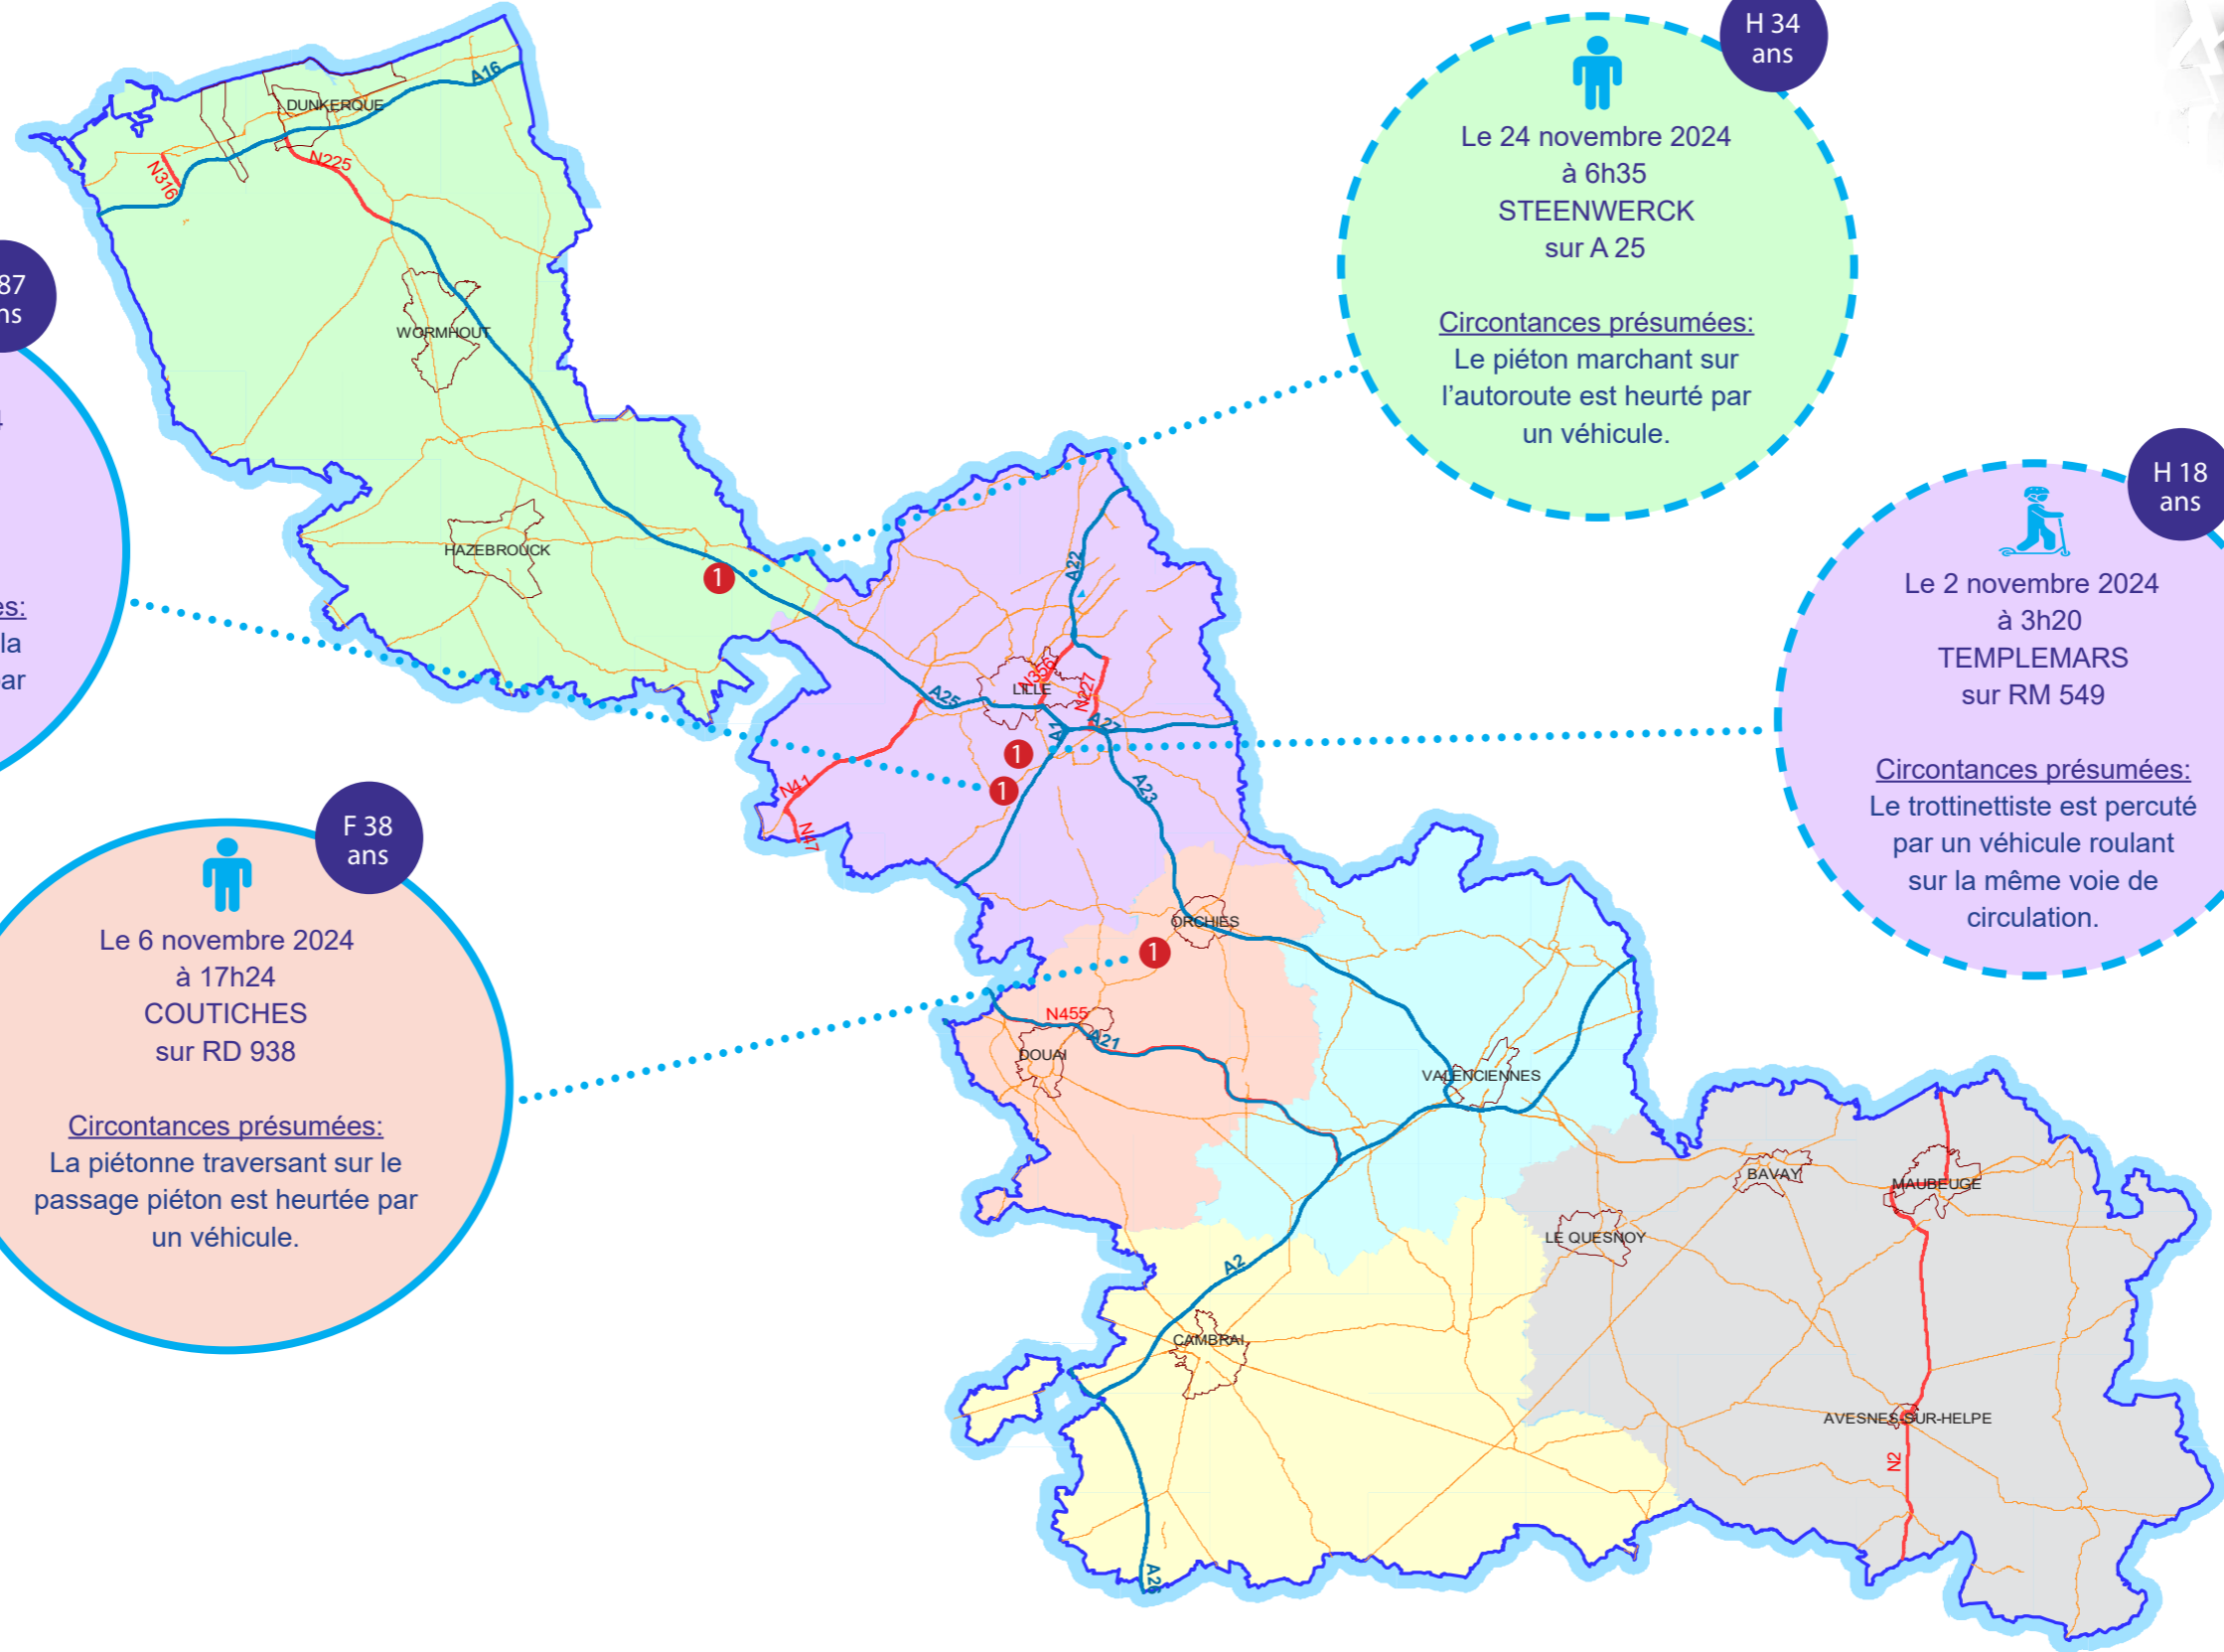 H 34
ans
Le 24 novembre 2024
à 6h35
STEENWERCK
sur A 25
Circontances présumées:
Le piéton marchant sur
l'autoroute est heurté par
un véhicule.
H 18
ans
Le 2 novembre 2024
à 3h20
TEMPLEMARS
sur RM 549
Circontances présumées:
Le trottinettiste est percuté
par un véhicule roulant
sur la même voie de
circulation.
87
ns
es:
la
ar
F 38
ans
Le 6 novembre 2024
à 17h24
COUTICHES
sur RD 938
Circontances présumées:
La piétonne traversant sur le
passage piéton est heurtée par
un véhicule.
A16
DUNKERQUE
N225
N316
WORMHOUT
HAZEBROUCK
1
A22
N356
LILLE
N227
A25
A1
A27
1
1
N41
N47
A23
ORCHIES
1
N455
A21
DOUAI
VALENCIENNES
BAVAY
MAUBEUGE
LE QUESNOY
A2
CAMBRAI
AVESNES-SUR-HELPE
N2
A26